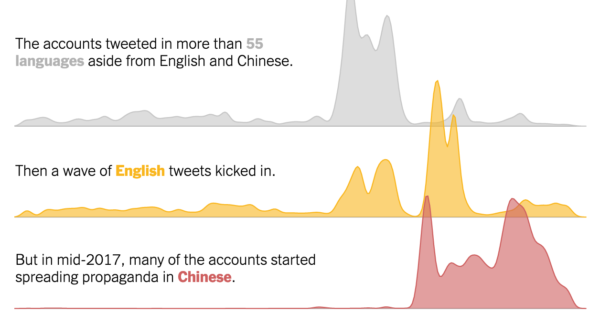 The accounts tweeted in more than 55
languages aside from English and Chinese.
Then a wave of English tweets kicked in.
But in mid-2017, many of the accounts started
spreading propaganda in Chinese.